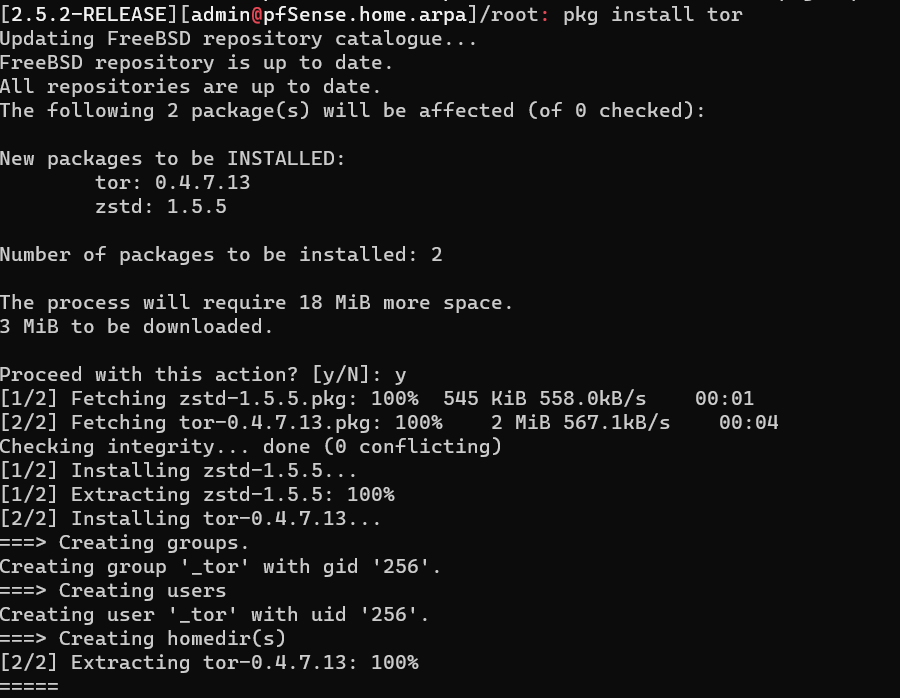 [2.5.2-RELEASE][admin@pfSense.home.arpa]/root: pkg install tor
Updating FreeBSD repository catalogue...
FreeBSD repository is up to date.
All repositories are up to date.
The following 2 package(s) will be affected (of 0 checked):
New packages to be INSTALLED:
tor: 0.4.7.13
zstd: 1.5.5
Number of packages to be installed: 2
The process will require 18 MiB more space.
3 MiB to be downloaded.
Proceed with this action? [y/N]: y
[1/2] Fetching zstd-1.5.5.pkg: 100%  545 KiB 558.0kB/s    00:01
[2/2] Fetching tor-0.4.7.13.pkg: 100%    2 MiB 567.1kB/s    00:04
Checking integrity... done (0 conflicting)
[1/2] Installing zstd-1.5.5...
[1/2] Extracting zstd-1.5.5: 100%
[2/2] Installing tor-0.4.7.13...
===> Creating groups.
Creating group '_tor' with gid '256'.
===> Creating users
Creating user '_tor' with uid '256'.
===> Creating homedir(s)
[2/2] Extracting tor-0.4.7.13: 100%
=====